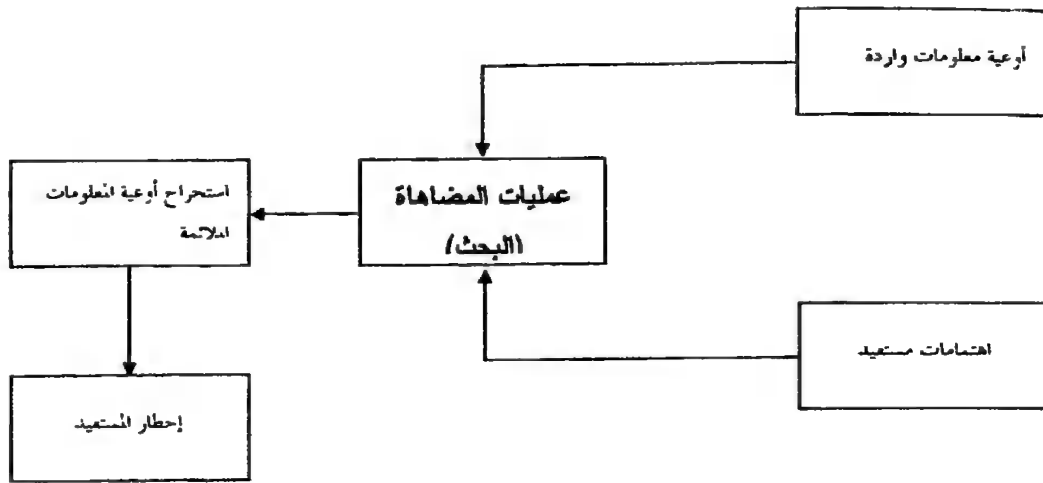 أوعية معلومات واردة
عمليات المضاهاة
(البحث)
استخراج أوعية المعلومات
الملائمة
اهتمامات مستفيد
إخطار المستفيد